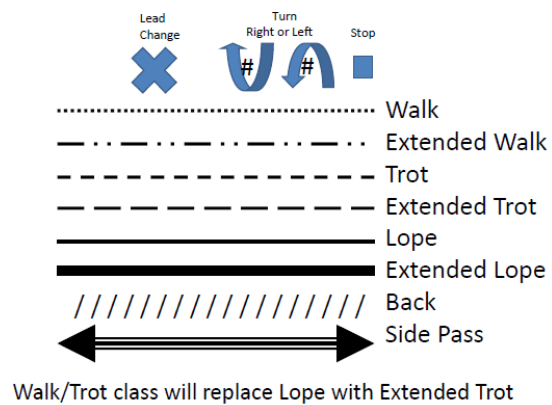 Lead
Change
Turn
Right or Left
Stop
# #
Walk
Extended Walk
Trot
Extended Trot
Lope
Extended Lope
Back
Side Pass
Walk/Trot class will replace Lope with Extended Trot